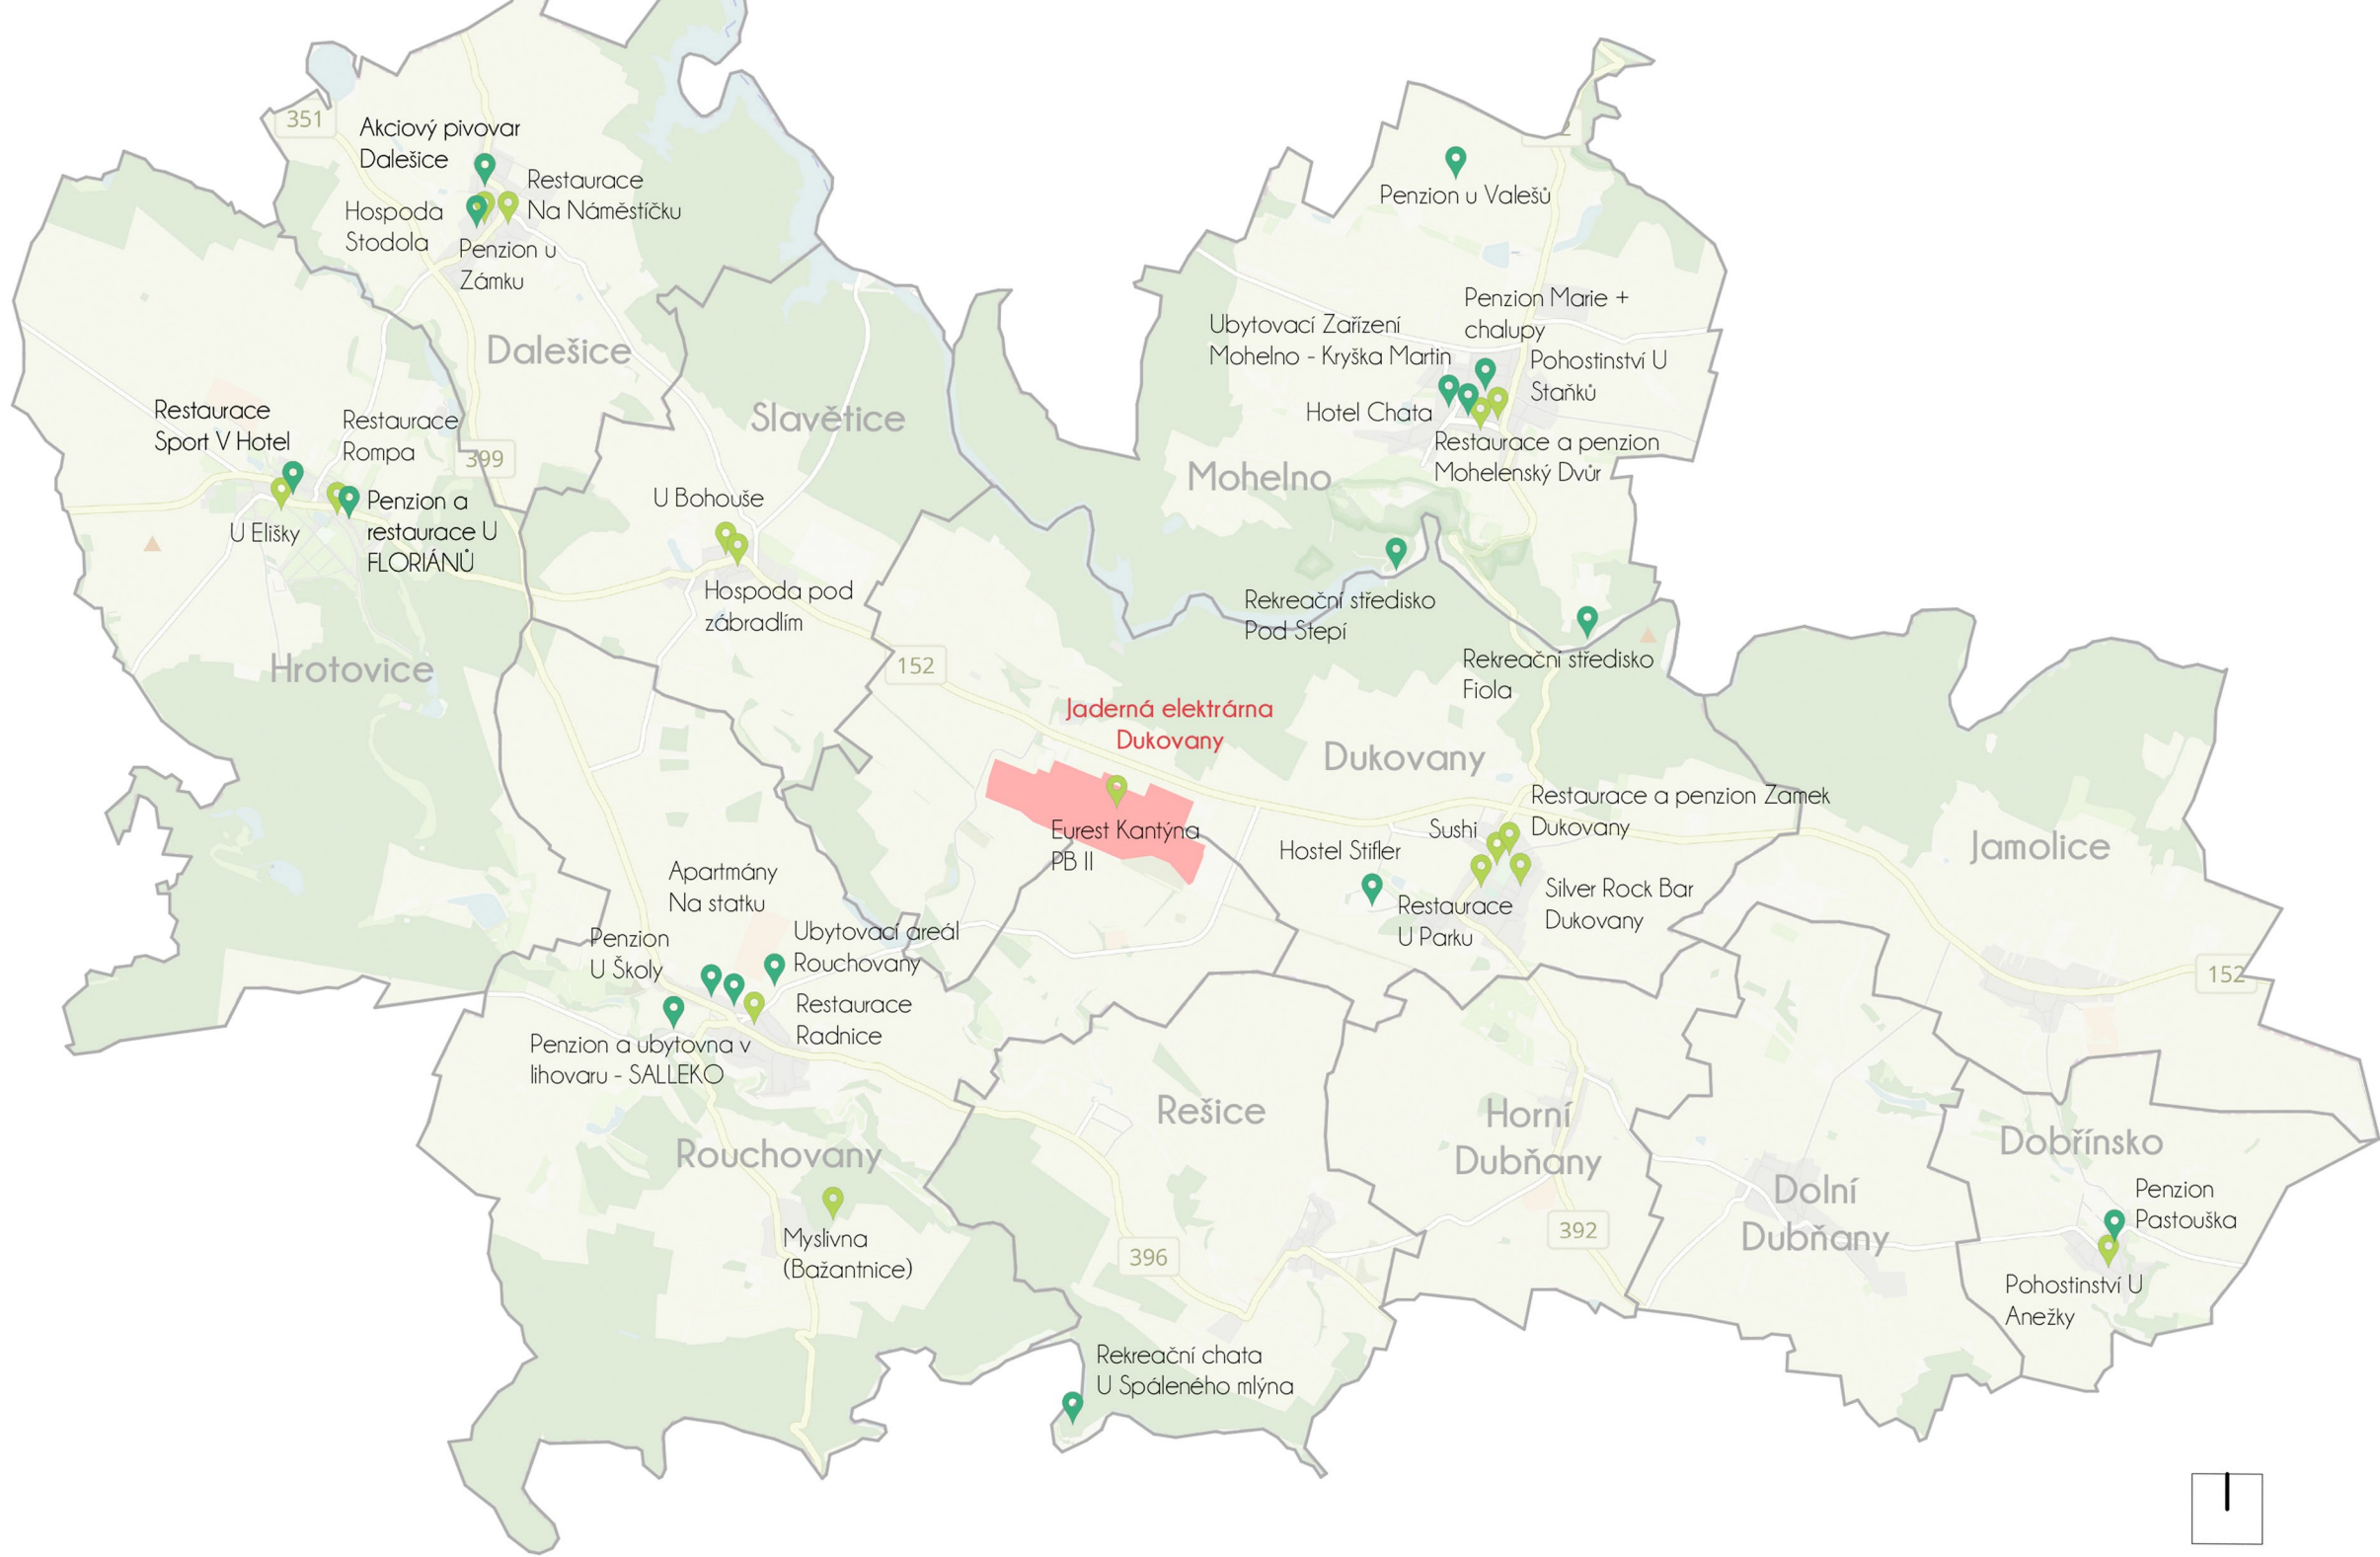 351
Akciový pivovar
Dalešice
Restaurace
Na Náměstíčku
Hospoda
Stodola
Penzion u
Zámku
Dalešice
Restaurace
Sport V Hotel
Restaurace
Rompa
399
U Elišky
Penzion a
restaurace U
FLORIÁNŮ
Hrotovice
Slavětice
U Bohouše
Hospoda pod
zábradlím
152
Penzion u Valešů
Penzion Marie +
chalupy
Ubytovací Zařízení
Mohelno - Kryška Martin
Pohostinství U
Staňků
Hotel Chata
Restaurace a penzion
Mohelenský Dvůr
Mohelno
Rekreační středisko
Pod Stepí
Rekreační středisko
Fiola
Jaderná elektrárna
Dukovany
Dukovany
Eurest Kantýna
PB II
Restaurace a penzion Zamek
Dukovany
Sushi
Hostel Stifler
Silver Rock Bar
Dukovany
Restaurace
U Parku
Jamolice
152
Apartmány
Na statku
Penzion
U Školy
Ubytovací áreál
Rouchovany
Restaurace
Radnice
Penzion a ubytovna v
lihovaru - SALLEKO
Rouchovany
Myslivna
(Bažantnice)
Rešice
396
Horní
Dubňany
392
Dolní
Dubňany
Dobřínsko
Penzion
Pastouška
Pohostinství U
Anežky
Rekreační chata
U Spáleného mlýna